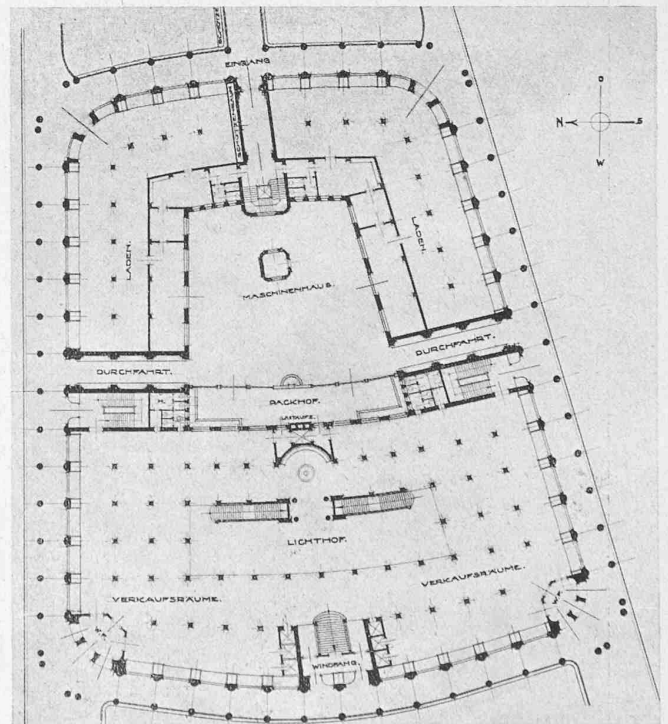 EINGANG
O
N
S
W
LADEN.
LADEN.
MASCHINENHAUS.
DURCHFAHRT.
DURCHFAHRT.
PACKHOF.
LICHTHOF.
VERKAUFSRÄUME.
VERKAUFSRÄUME.
WINDFANG.